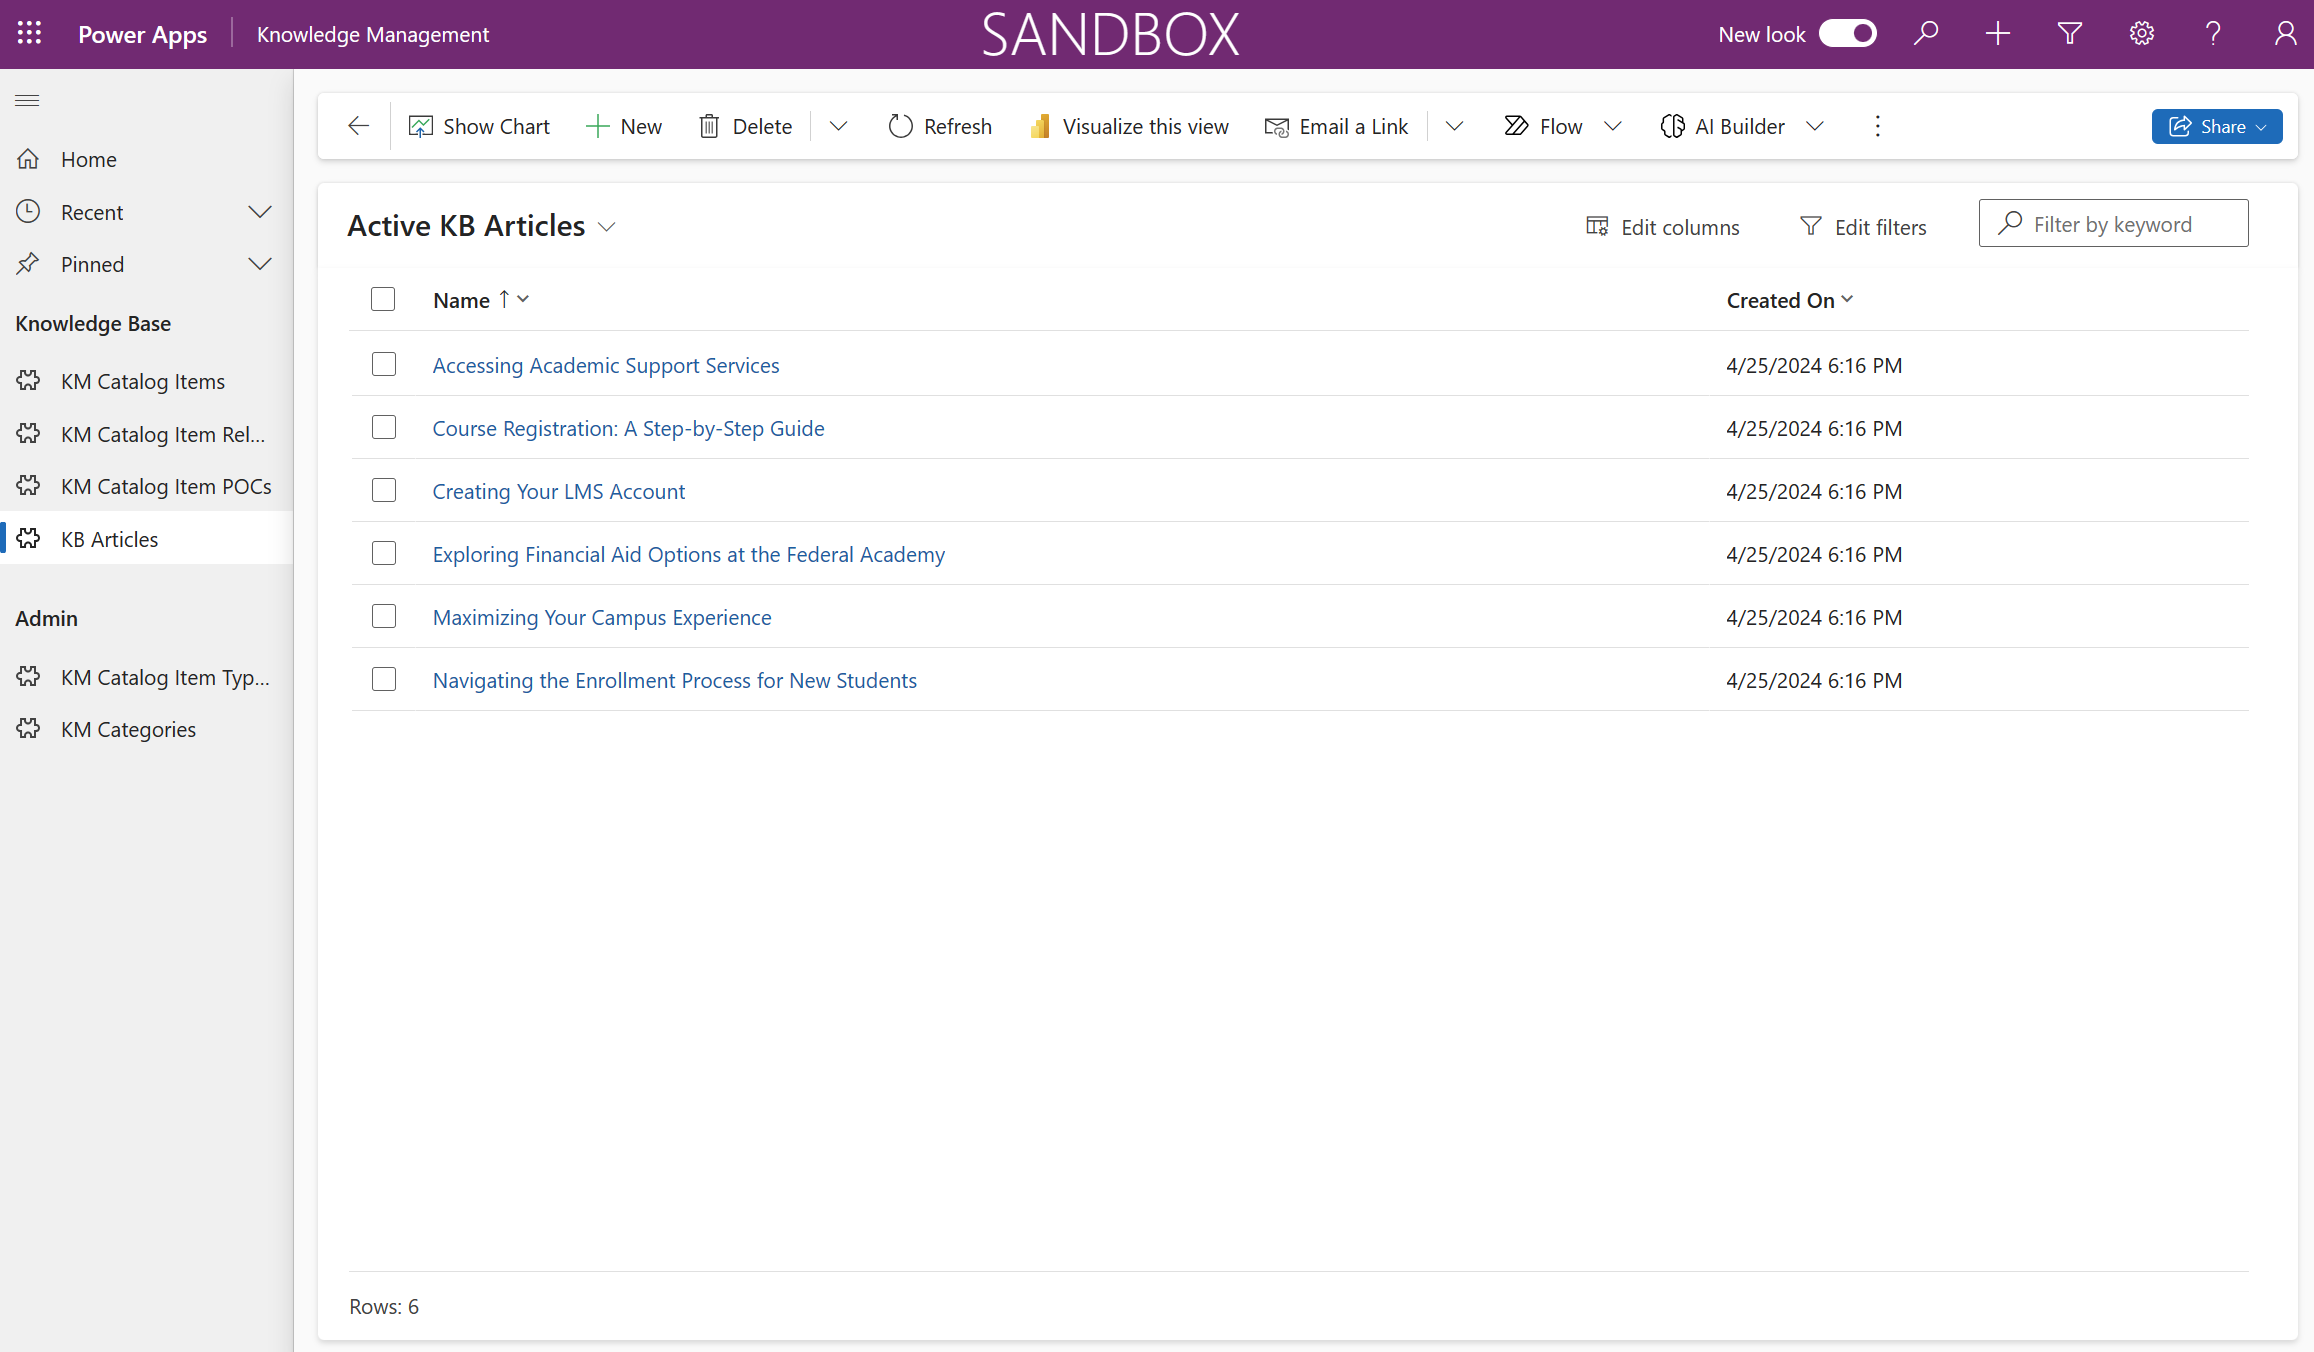 Power Apps Knowledge Management SANDBOX New look
Show Chart New Delete Refresh Visualize this view Email a Link Flow AI Builder Share
Home
Recent
Pinned
Knowledge Base
KM Catalog Items
KM Catalog Item Rel...
KM Catalog Item POCs
KB Articles
Admin
KM Catalog Item Typ...
KM Categories
Active KB Articles Edit columns Edit filters Filter by keyword
Name Created On
Accessing Academic Support Services 4/25/2024 6:16 PM
Course Registration: A Step-by-Step Guide 4/25/2024 6:16 PM
Creating Your LMS Account 4/25/2024 6:16 PM
Exploring Financial Aid Options at the Federal Academy 4/25/2024 6:16 PM
Maximizing Your Campus Experience 4/25/2024 6:16 PM
Navigating the Enrollment Process for New Students 4/25/2024 6:16 PM
Rows: 6